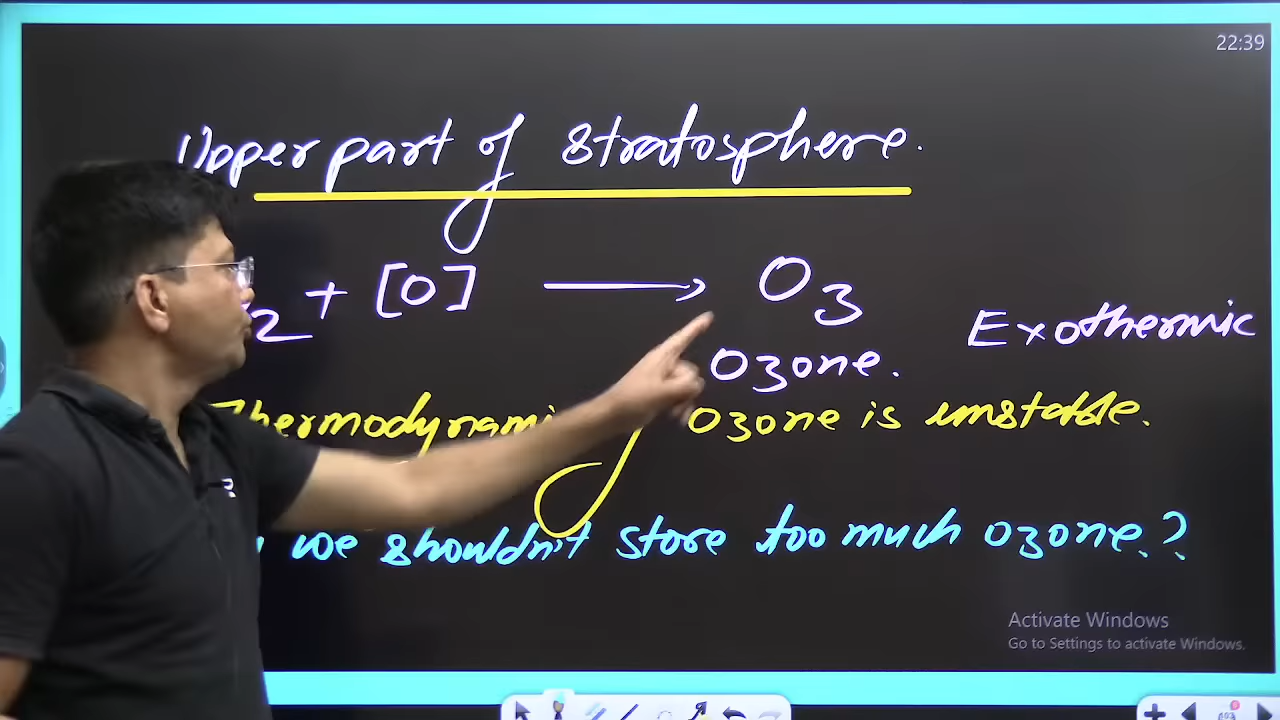 22:39
Upper part of stratosphere.
2 + [O] → O3 Exothermic
Ozone.
Ozone is unstable.
we shouldn't store too much ozone.?
Activate Windows
Go to Settings to activate Windows.